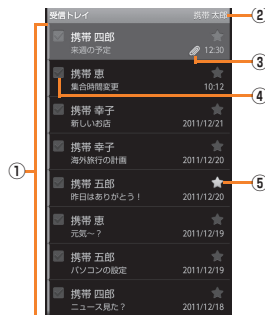 受信トレイ 携帯 太郎 ②
携帯 四郎
来週の予定 12:30
③
携帯 恵
集合時間変更 10:12
④
携帯 幸子
新しいお店 2011/12/21
①
携帯 幸子
海外旅行の計画 2011/12/20
携帯 五郎 ⑤
昨日はありがとう！ 2011/12/20
携帯 恵
元気～？ 2011/12/19
携帯 五郎
パソコンの設定 2011/12/19
携帯 四郎
ニュース見た？ 2011/12/18